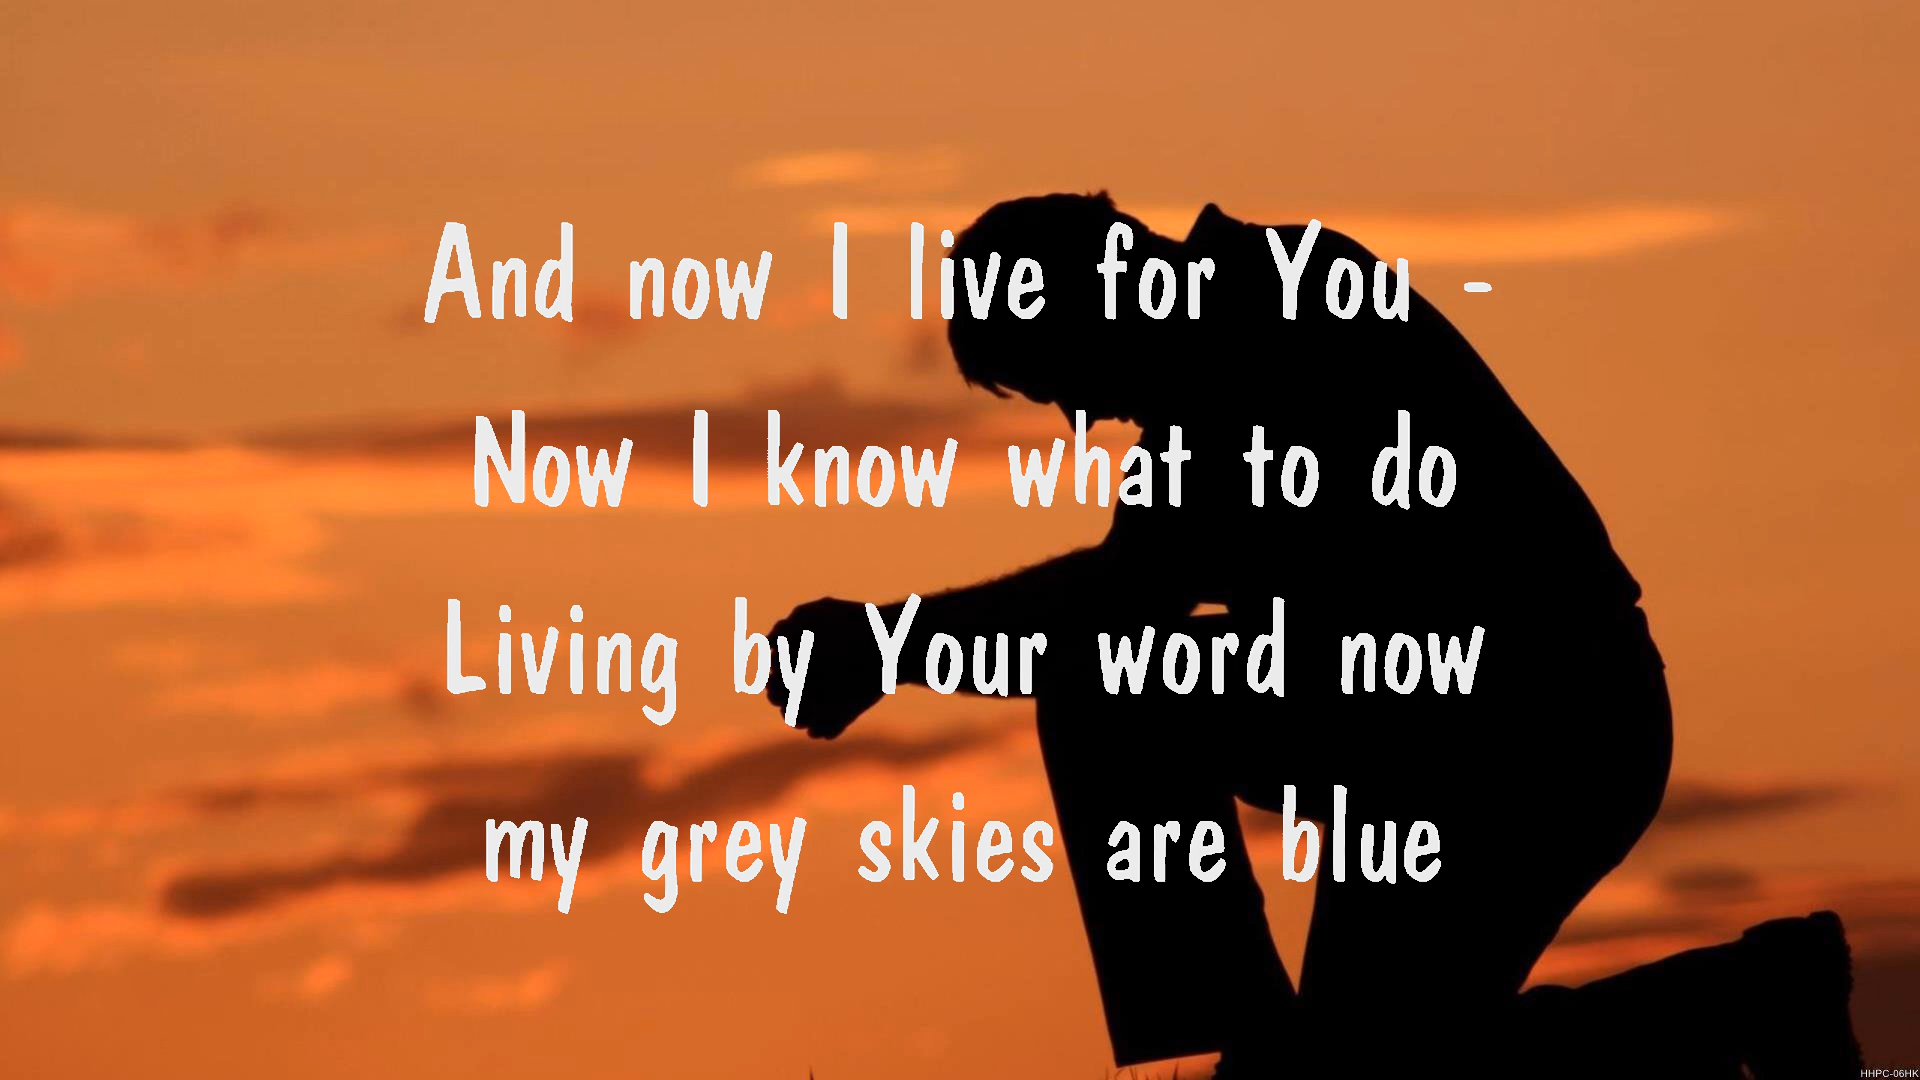 And now I live for You -
Now I know what to do
Living by Your word now
my grey skies are blue
HHPC-06HK